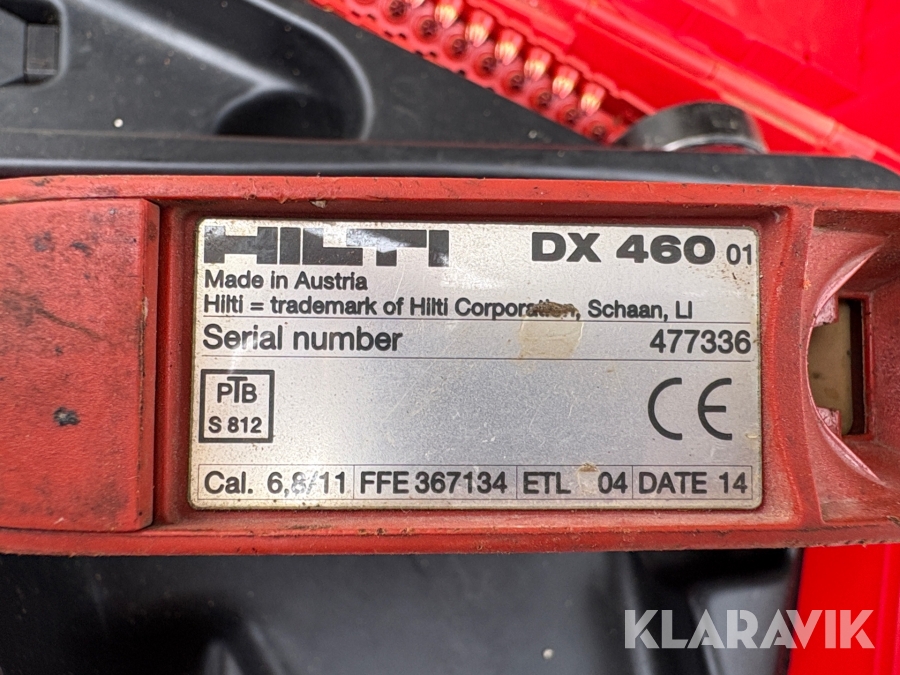 HILTI DX 460 01
Made in Austria
Hilti = trademark of Hilti Corporation, Schaan, LI
Serial number 477336
PTB
S 812
CE
Cal. 6,8/11 FFE 367134 ETL 04 DATE 14
KLARAVIK